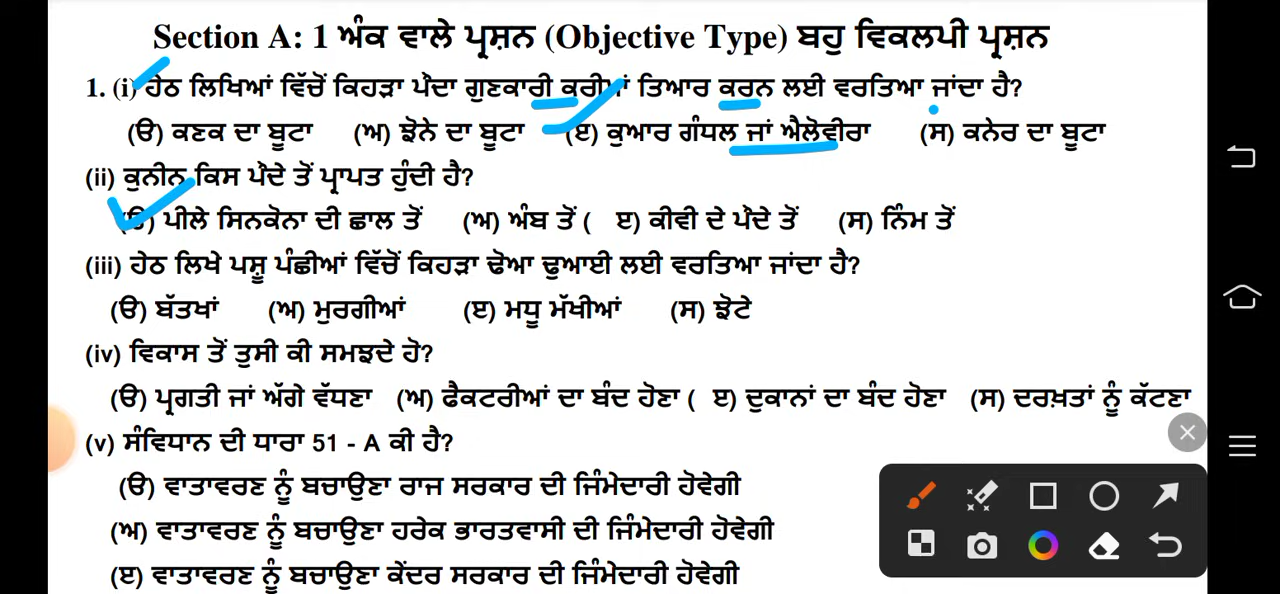 Section A: 1 ਅੰਕ ਵਾਲੇ ਪ੍ਰਸ਼ਨ (Objective Type) ਬਹੁ ਵਿਕਲਪੀ ਪ੍ਰਸ਼ਨ
1. (i) ਹੇਠ ਲਿਖਿਆਂ ਵਿੱਚੋਂ ਕਿਹੜਾ ਪੌਦਾ ਗੁਣਕਾਰੀ ਕਰੀਮਾਂ ਤਿਆਰ ਕਰਨ ਲਈ ਵਰਤਿਆ ਜਾਂਦਾ ਹੈ?
(ੳ) ਕਣਕ ਦਾ ਬੂਟਾ (ਅ) ਝੋਨੇ ਦਾ ਬੂਟਾ (ੲ) ਕੁਆਰ ਗੰਧਲ ਜਾਂ ਐਲੋਵੀਰਾ (ਸ) ਕਨੇਰ ਦਾ ਬੂਟਾ
(ii) ਕੁਨੀਨ ਕਿਸ ਪੌਦੇ ਤੋਂ ਪ੍ਰਾਪਤ ਹੁੰਦੀ ਹੈ?
(ੳ) ਪੀਲੇ ਸਿਨਕੋਨਾ ਦੀ ਛਾਲ ਤੋਂ (ਅ) ਅੰਬ ਤੋਂ ( ੲ) ਕੀਵੀ ਦੇ ਪੌਦੇ ਤੋਂ (ਸ) ਨਿੰਮ ਤੋਂ
(iii) ਹੇਠ ਲਿਖੇ ਪਸ਼ੂ ਪੰਛੀਆਂ ਵਿੱਚੋਂ ਕਿਹੜਾ ਢੋਆ ਢੁਆਈ ਲਈ ਵਰਤਿਆ ਜਾਂਦਾ ਹੈ?
(ੳ) ਬੱਤਖਾਂ (ਅ) ਮੁਰਗੀਆਂ (ੲ) ਮਧੂ ਮੱਖੀਆਂ (ਸ) ਝੋਟੇ
(iv) ਵਿਕਾਸ ਤੋਂ ਤੁਸੀ ਕੀ ਸਮਝਦੇ ਹੋ?
(ੳ) ਪ੍ਰਗਤੀ ਜਾਂ ਅੱਗੇ ਵੱਧਣਾ (ਅ) ਫੈਕਟਰੀਆਂ ਦਾ ਬੰਦ ਹੋਣਾ ( ੲ) ਦੁਕਾਨਾਂ ਦਾ ਬੰਦ ਹੋਣਾ (ਸ) ਦਰਖ਼ਤਾਂ ਨੂੰ ਕੱਟਣਾ
(v) ਸੰਵਿਧਾਨ ਦੀ ਧਾਰਾ 51 - A ਕੀ ਹੈ?
(ੳ) ਵਾਤਾਵਰਣ ਨੂੰ ਬਚਾਉਣਾ ਰਾਜ ਸਰਕਾਰ ਦੀ ਜਿੰਮੇਦਾਰੀ ਹੋਵੇਗੀ
(ਅ) ਵਾਤਾਵਰਣ ਨੂੰ ਬਚਾਉਣਾ ਹਰੇਕ ਭਾਰਤਵਾਸੀ ਦੀ ਜਿੰਮੇਦਾਰੀ ਹੋਵੇਗੀ
(ੲ) ਵਾਤਾਵਰਣ ਨੂੰ ਬਚਾਉਣਾ ਕੇਂਦਰ ਸਰਕਾਰ ਦੀ ਜਿੰਮੇਦਾਰੀ ਹੋਵੇਗੀ